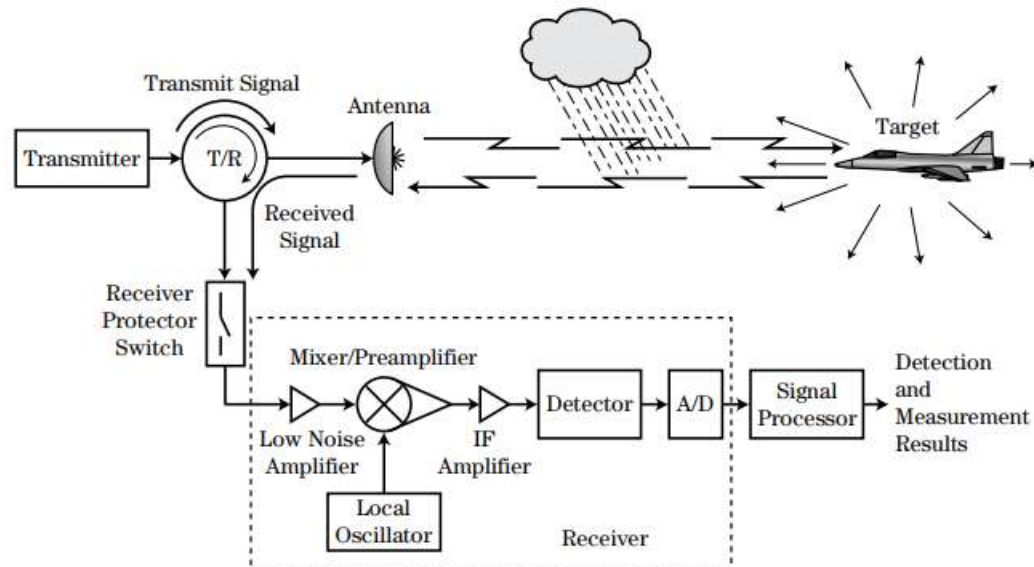 Transmit Signal
Antenna
Target
Transmitter
T/R
Received
Signal
Receiver
Protector
Switch
Mixer/Preamplifier
Low Noise
Amplifier
IF
Amplifier
Detector
A/D
Signal
Processor
Detection
and
Measurement
Results
Local
Oscillator
Receiver